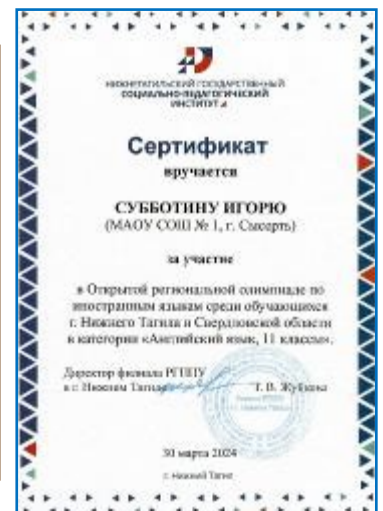 НИЖНЕТАГИЛЬСКИЙ ГОСУДАРСТВЕННЫЙ
СОЦИАЛЬНО-ПЕДАГОГИЧЕСКИЙ
ИНСТИТУТ
Сертификат
вручается
СУББОТИНУ ИГОРЮ
(МАОУ СОШ № 1, г. Сысерть)
за участие
в Открытой региональной олимпиаде по
иностранным языкам среди обучающихся
г. Нижнего Тагила и Свердловской области
в категории «Английский язык, 11 классы».
Директор филиала РГППУ
в г. Нижнем Тагиле
30 марта 2024
г. Нижний Тагил